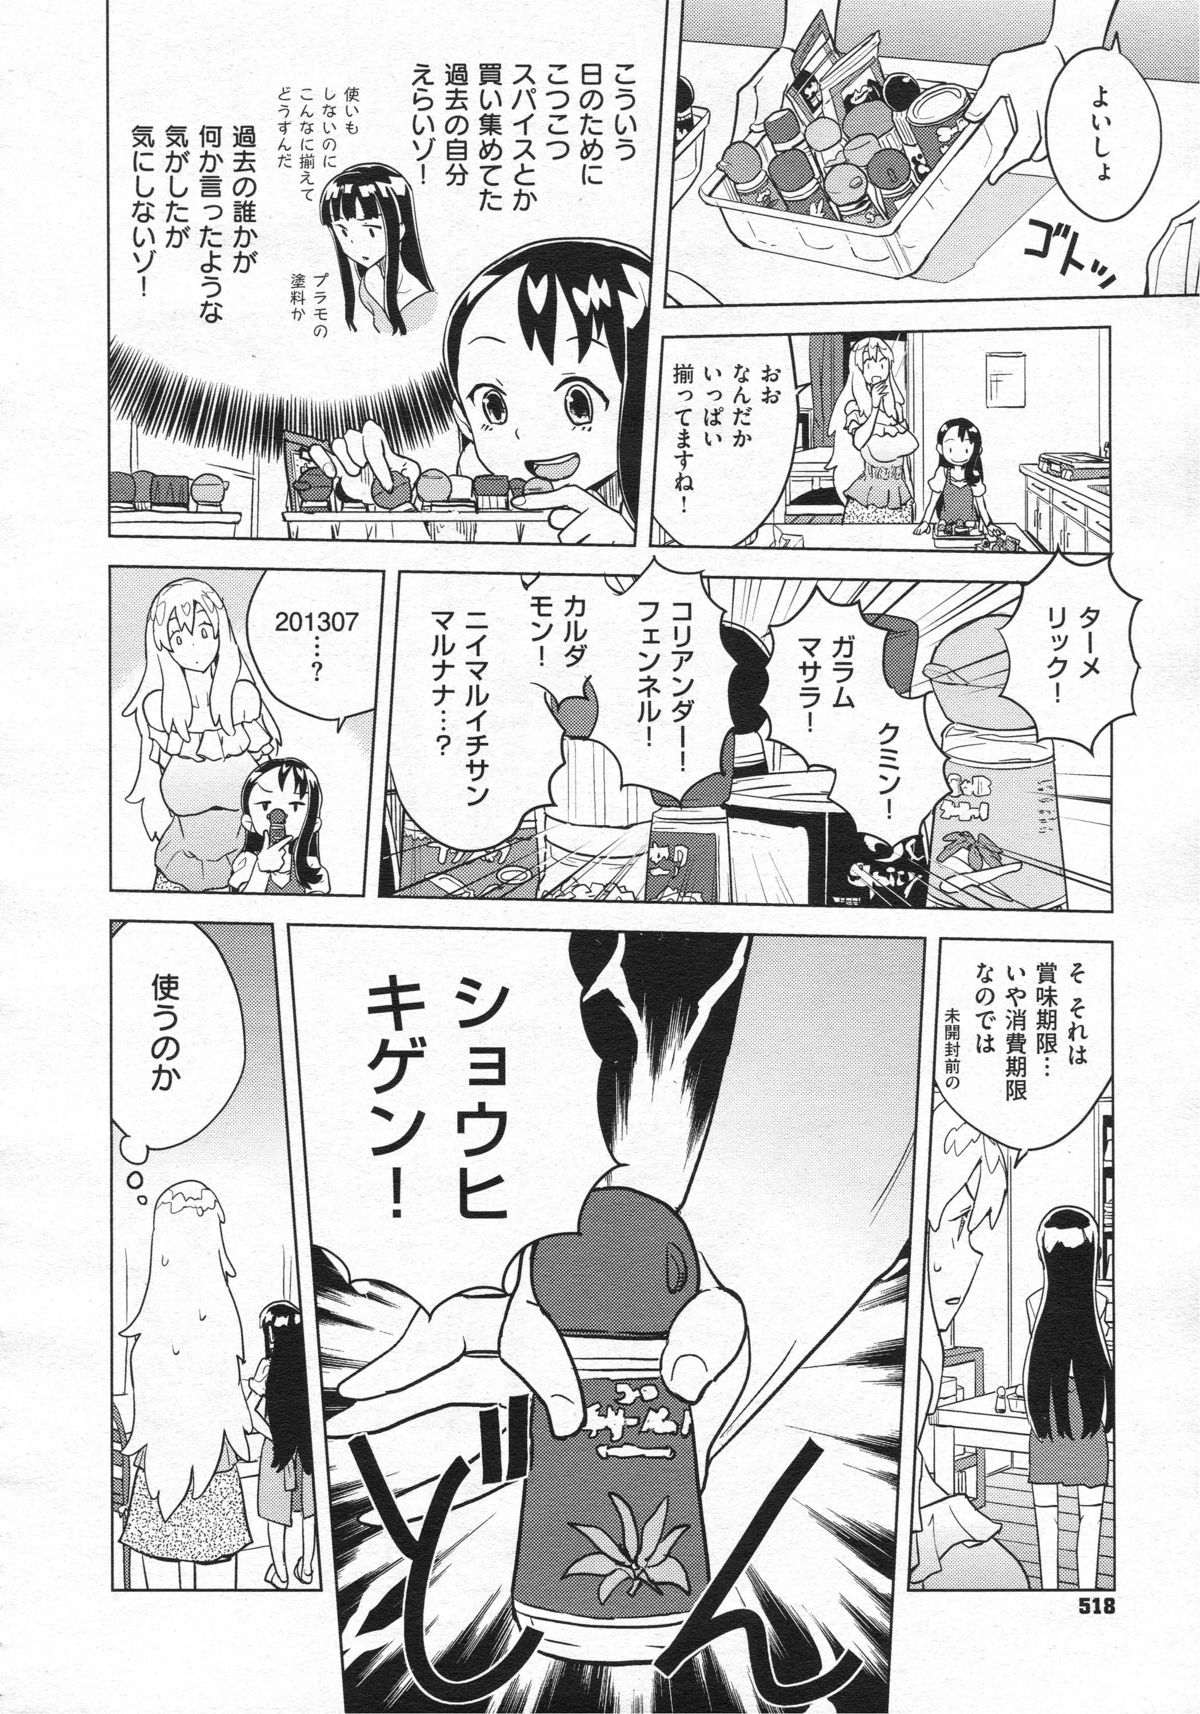 よいしょ
ゴトッ
おお
なんだか
いっぱい
揃ってますね！
こういう
日のために
こつこつ
スパイスとか
買い集めてた
過去の自分
えらいゾ！
使いも
しないのに
こんなに揃えて
どうすんだ
プラモの
塗料か
過去の誰かが
何か言ったような
気がしたが
気にしないゾ！
ターメ
リック！
クミン！
ガラム
マサラ！
コリアンダー！
フェンネル！
カルダ
モン！
ニイマルイチサン
マルナナ…？
201307
…？
そ それは
賞味期限…
いや消費期限
なのでは
未開封前の
ショウヒ
キゲン！
どどん
使うのか
518